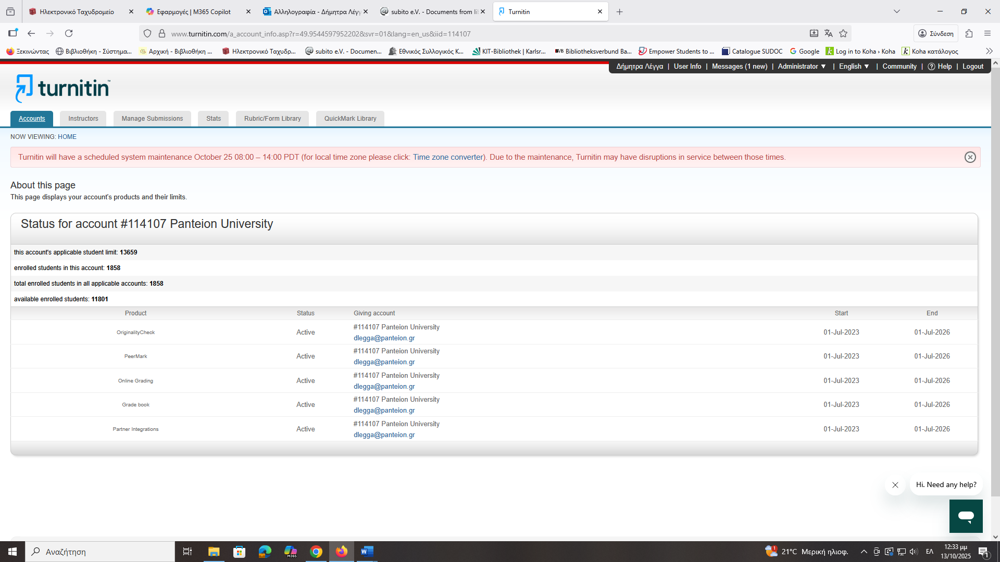 Ηλεκτρονικό Ταχυδρομείο
Εφαρμογές | M365 Copilot
Αλληλογραφία - Δήμητρα Λέγγ
subito e.V. - Documents from li
Turnitin
www.turnitin.com/a_account_info.asp?r=49.9544597952202&svr=01&lang=en_us&iid=114107
Σύνδεση
Ξεκινώντας
Βιβλιοθήκη - Σύστημα...
Αρχική - Βιβλιοθήκη ...
Ηλεκτρονικό Ταχυδρ...
subito e.V. - Documen...
Εθνικός Συλλογικός Κ...
KIT-Bibliothek | Karlsr...
BVB Bibliotheksverbund Ba...
Empower Students to ...
Catalogue SUDOC
Google
Log in to Koha › Koha
Koha κατάλογος
Δήμητρα Λέγγα | User Info | Messages (1 new) | Administrator ▼ | English ▼ | Community | Help | Logout
turnitin™
Accounts
Instructors
Manage Submissions
Stats
Rubric/Form Library
QuickMark Library
NOW VIEWING: HOME
Turnitin will have a scheduled system maintenance October 25 08:00 – 14:00 PDT (for local time zone please click: Time zone converter). Due to the maintenance, Turnitin may have disruptions in service between those times.
About this page
This page displays your account's products and their limits.
Status for account #114107 Panteion University
this account's applicable student limit: 13659
enrolled students in this account: 1858
total enrolled students in all applicable accounts: 1858
available enrolled students: 11801
Product Status Giving account Start End
OriginalityCheck Active #114107 Panteion University 01-Jul-2023 01-Jul-2026
dlegga@panteion.gr
PeerMark Active #114107 Panteion University 01-Jul-2023 01-Jul-2026
dlegga@panteion.gr
Online Grading Active #114107 Panteion University 01-Jul-2023 01-Jul-2026
dlegga@panteion.gr
Grade book Active #114107 Panteion University 01-Jul-2023 01-Jul-2026
dlegga@panteion.gr
Partner Integrations Active #114107 Panteion University 01-Jul-2023 01-Jul-2026
dlegga@panteion.gr
Hi. Need any help?
Αναζήτηση
M365
1
21°C Μερική ηλιοφ.
ΕΛ
12:33 μμ
13/10/2025
1